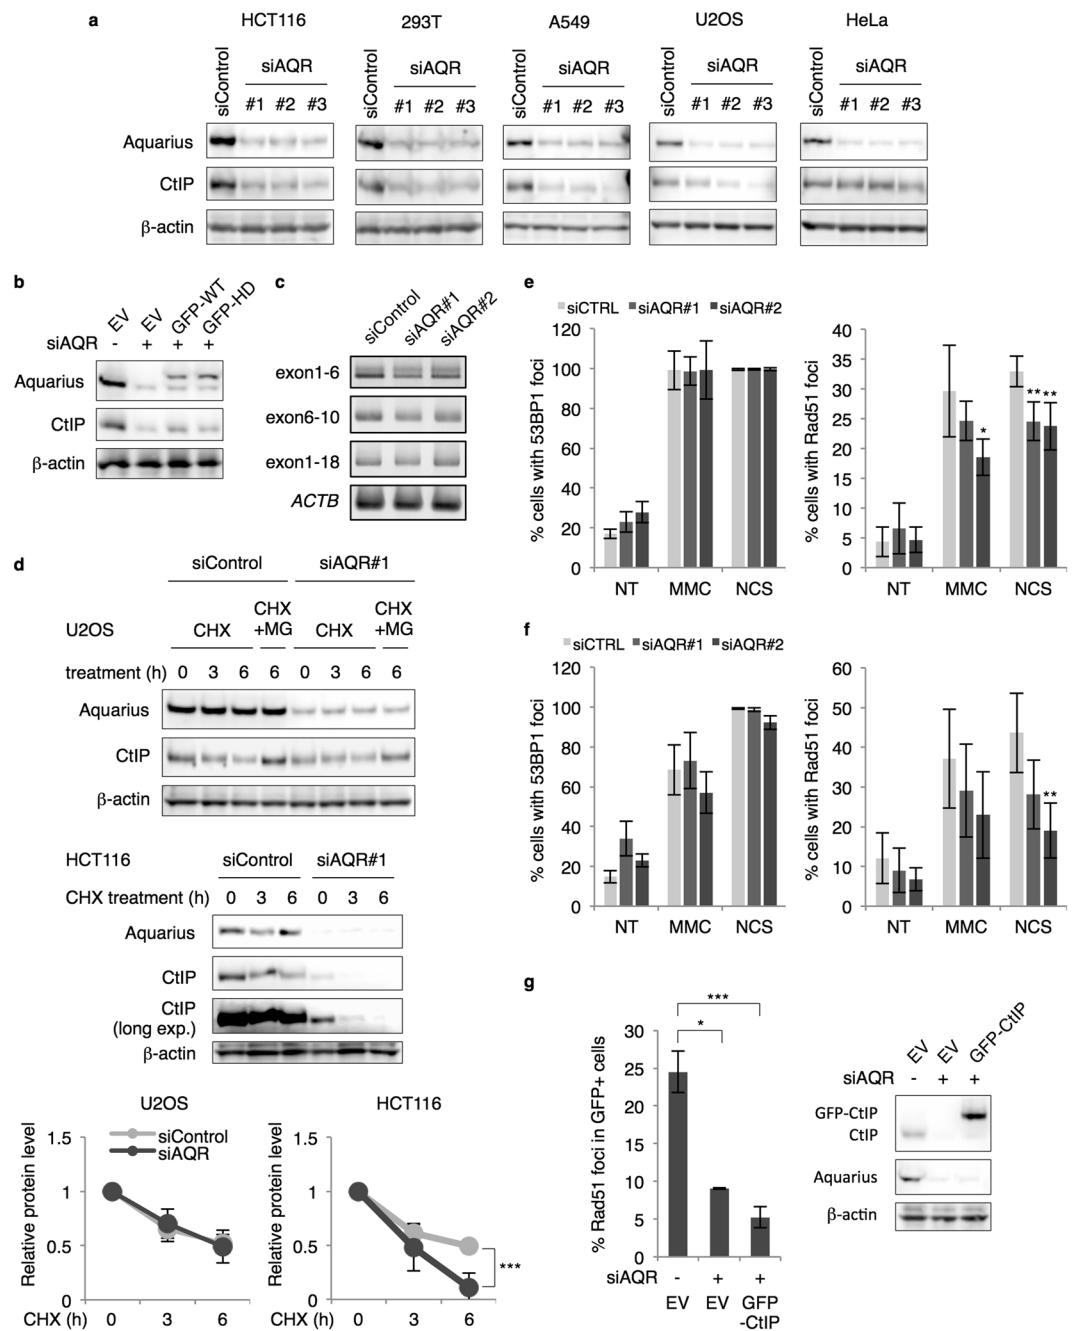 a
HCT116 293T A549 U2OS HeLa
siControl siAQR siControl siAQR siControl siAQR siControl siAQR siControl siAQR
#1 #2 #3 #1 #2 #3 #1 #2 #3 #1 #2 #3 #1 #2 #3
Aquarius
CtIP
β-actin
b
EV EV GFP-WT GFP-HD
siAQR - + + +
Aquarius
CtIP
β-actin
c
siControl siAQR#1 siAQR#2
exon1-6
exon6-10
exon1-18
ACTB
d
siControl siAQR#1
U2OS CHX CHX +MG CHX CHX +MG
treatment (h) 0 3 6 6 0 3 6 6
Aquarius
CtIP
β-actin
HCT116 siControl siAQR#1
CHX treatment (h) 0 3 6 0 3 6
Aquarius
CtIP
CtIP
(long exp.)
β-actin
U2OS
siControl
siAQR
Relative protein level
1.5
1
0.5
0
CHX (h) 0 3 6
HCT116
Relative protein level
1.5
1
0.5
0
***
CHX (h) 0 3 6
e
siCTRL siAQR#1 siAQR#2
% cells with 53BP1 foci
120
100
80
60
40
20
0
NT MMC NCS
% cells with Rad51 foci
40
35
30
25
20
15
10
5
0
* ** **
NT MMC NCS
f
siCTRL siAQR#1 siAQR#2
% cells with 53BP1 foci
120
100
80
60
40
20
0
NT MMC NCS
% cells with Rad51 foci
60
50
40
30
20
10
0
**
NT MMC NCS
g
% Rad51 foci in GFP+ cells
30
25
20
15
10
5
0
***
*
siAQR - + +
EV EV GFP
-CtIP
EV EV GFP-CtIP
siAQR - + +
GFP-CtIP
CtIP
Aquarius
β-actin